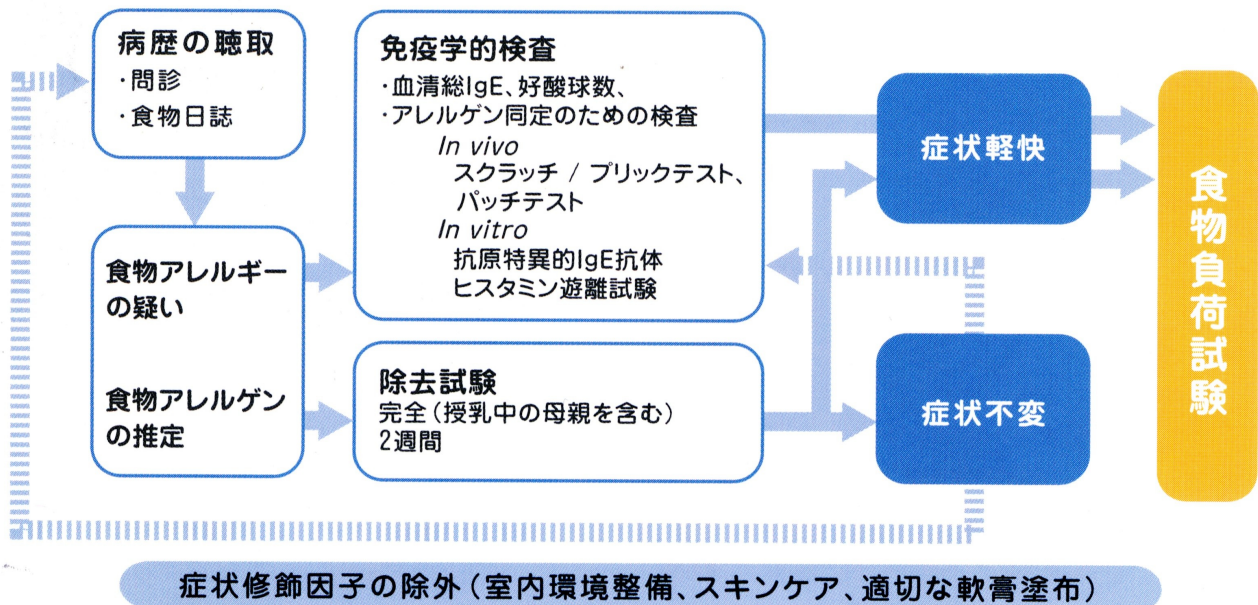 病歴の聴取
・問診
・食物日誌
食物アレルギー
の疑い
食物アレルゲン
の推定
免疫学的検査
・血清総IgE、好酸球数、
・アレルゲン同定のための検査
In vivo
スクラッチ / プリックテスト、
パッチテスト
In vitro
抗原特異的IgE抗体
ヒスタミン遊離試験
除去試験
完全(授乳中の母親を含む)
2週間
症状軽快
症状不変
食物負荷試験
症状修飾因子の除外(室内環境整備、スキンケア、適切な軟膏塗布)